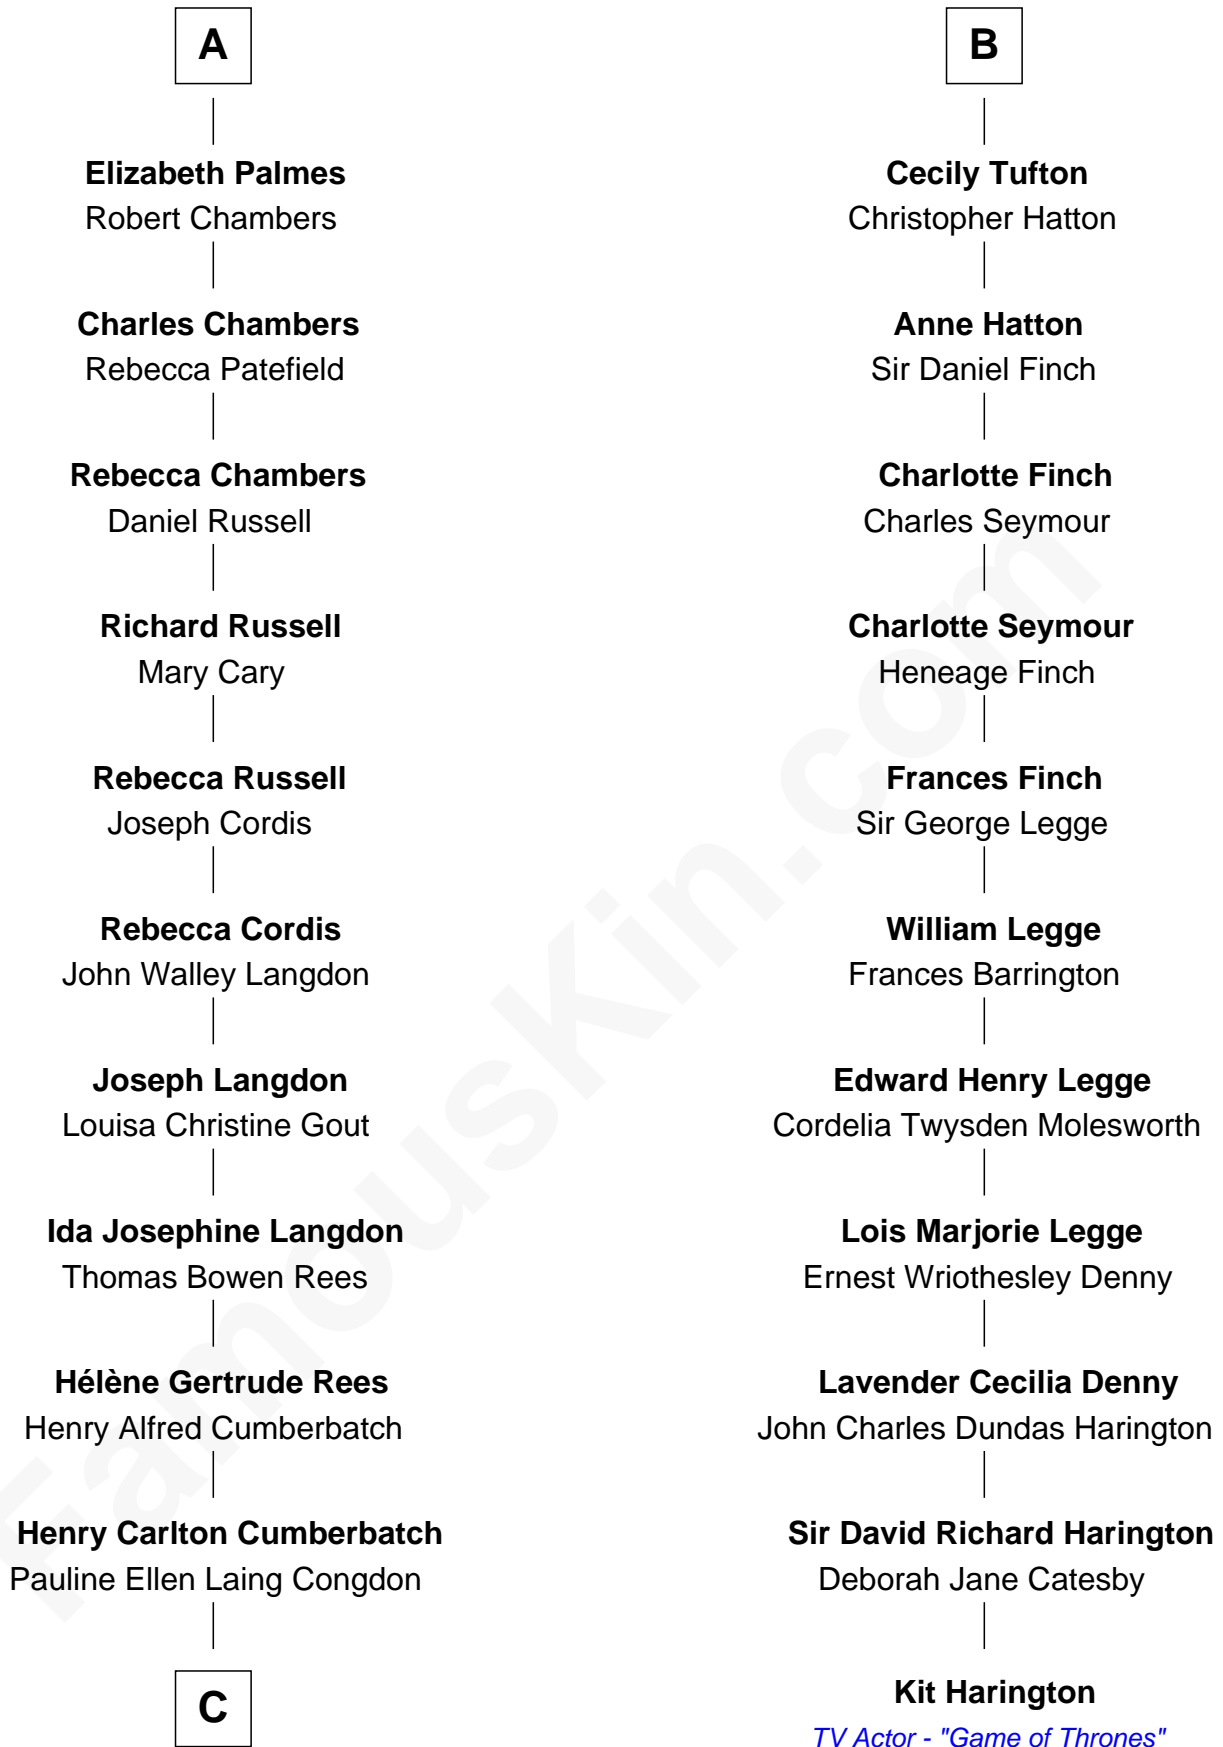 A
Elizabeth Palmes
Robert Chambers
Charles Chambers
Rebecca Patefield
Rebecca Chambers
Daniel Russell
Richard Russell
Mary Cary
Rebecca Russell
Joseph Cordis
Rebecca Cordis
John Walley Langdon
Joseph Langdon
Louisa Christine Gout
Ida Josephine Langdon
Thomas Bowen Rees
Hélène Gertrude Rees
Henry Alfred Cumberbatch
Henry Carlton Cumberbatch
Pauline Ellen Laing Congdon
C
B
Cecily Tufton
Christopher Hatton
Anne Hatton
Sir Daniel Finch
Charlotte Finch
Charles Seymour
Charlotte Seymour
Heneage Finch
Frances Finch
Sir George Legge
William Legge
Frances Barrington
Edward Henry Legge
Cordelia Twysden Molesworth
Lois Marjorie Legge
Ernest Wriothesley Denny
Lavender Cecilia Denny
John Charles Dundas Harington
Sir David Richard Harington
Deborah Jane Catesby
Kit Harington
TV Actor - "Game of Thrones"
FamousKin.com